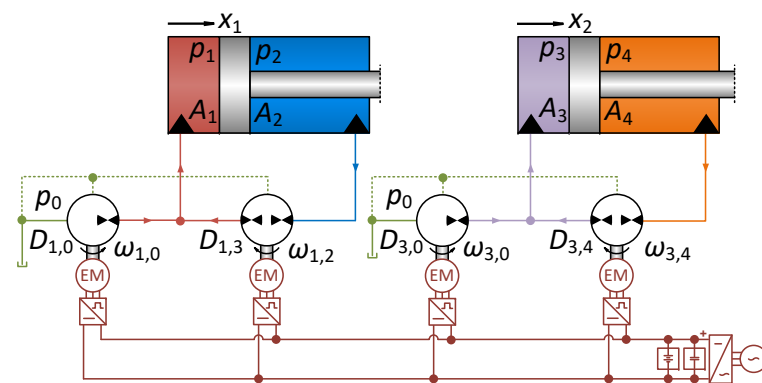 x1 x2
p1 p2 p3 p4
A1 A2 A3 A4
p0 p0
D1,0 ω1,0 D1,3 ω1,2 D3,0 ω3,0 D3,4 ω3,4
EM EM EM EM
+